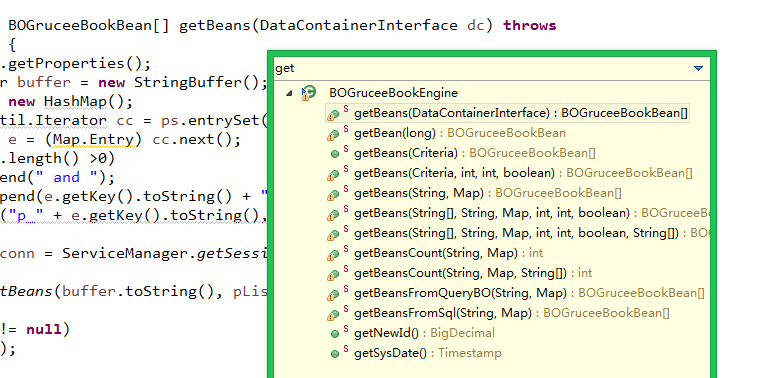 BOGruceeBookBean[] getBeans(DataContainerInterface dc) throws
{
.getProperties();
r buffer = new StringBuffer();
new HashMap();
til.Iterator cc = ps.entrySet(
e = (Map.Entry) cc.next();
.length() >0)
end(" and ");
pend(e.getKey().toString() + "
("p_" + e.getKey().toString(),
conn = ServiceManager.getSessi
tBeans(buffer.toString(), pLis
!= null)
);
get
BOGruceeBookEngine
S getBeans(DataContainerInterface) : BOGruceeBookBean[]
S getBean(long) : BOGruceeBookBean
S getBeans(Criteria) : BOGruceeBookBean[]
S getBeans(Criteria, int, int, boolean) : BOGruceeBookBean[]
S getBeans(String, Map) : BOGruceeBookBean[]
S getBeans(String[], String, Map, int, int, boolean) : BOGruceeBook
S getBeans(String[], String, Map, int, int, boolean, String[]) : BO
S getBeansCount(String, Map) : int
S getBeansCount(String, Map, String[]) : int
S getBeansFromQueryBO(String, Map) : BOGruceeBookBean[]
S getBeansFromSql(String, Map) : BOGruceeBookBean[]
S getNewId() : BigDecimal
S getSysDate() : Timestamp